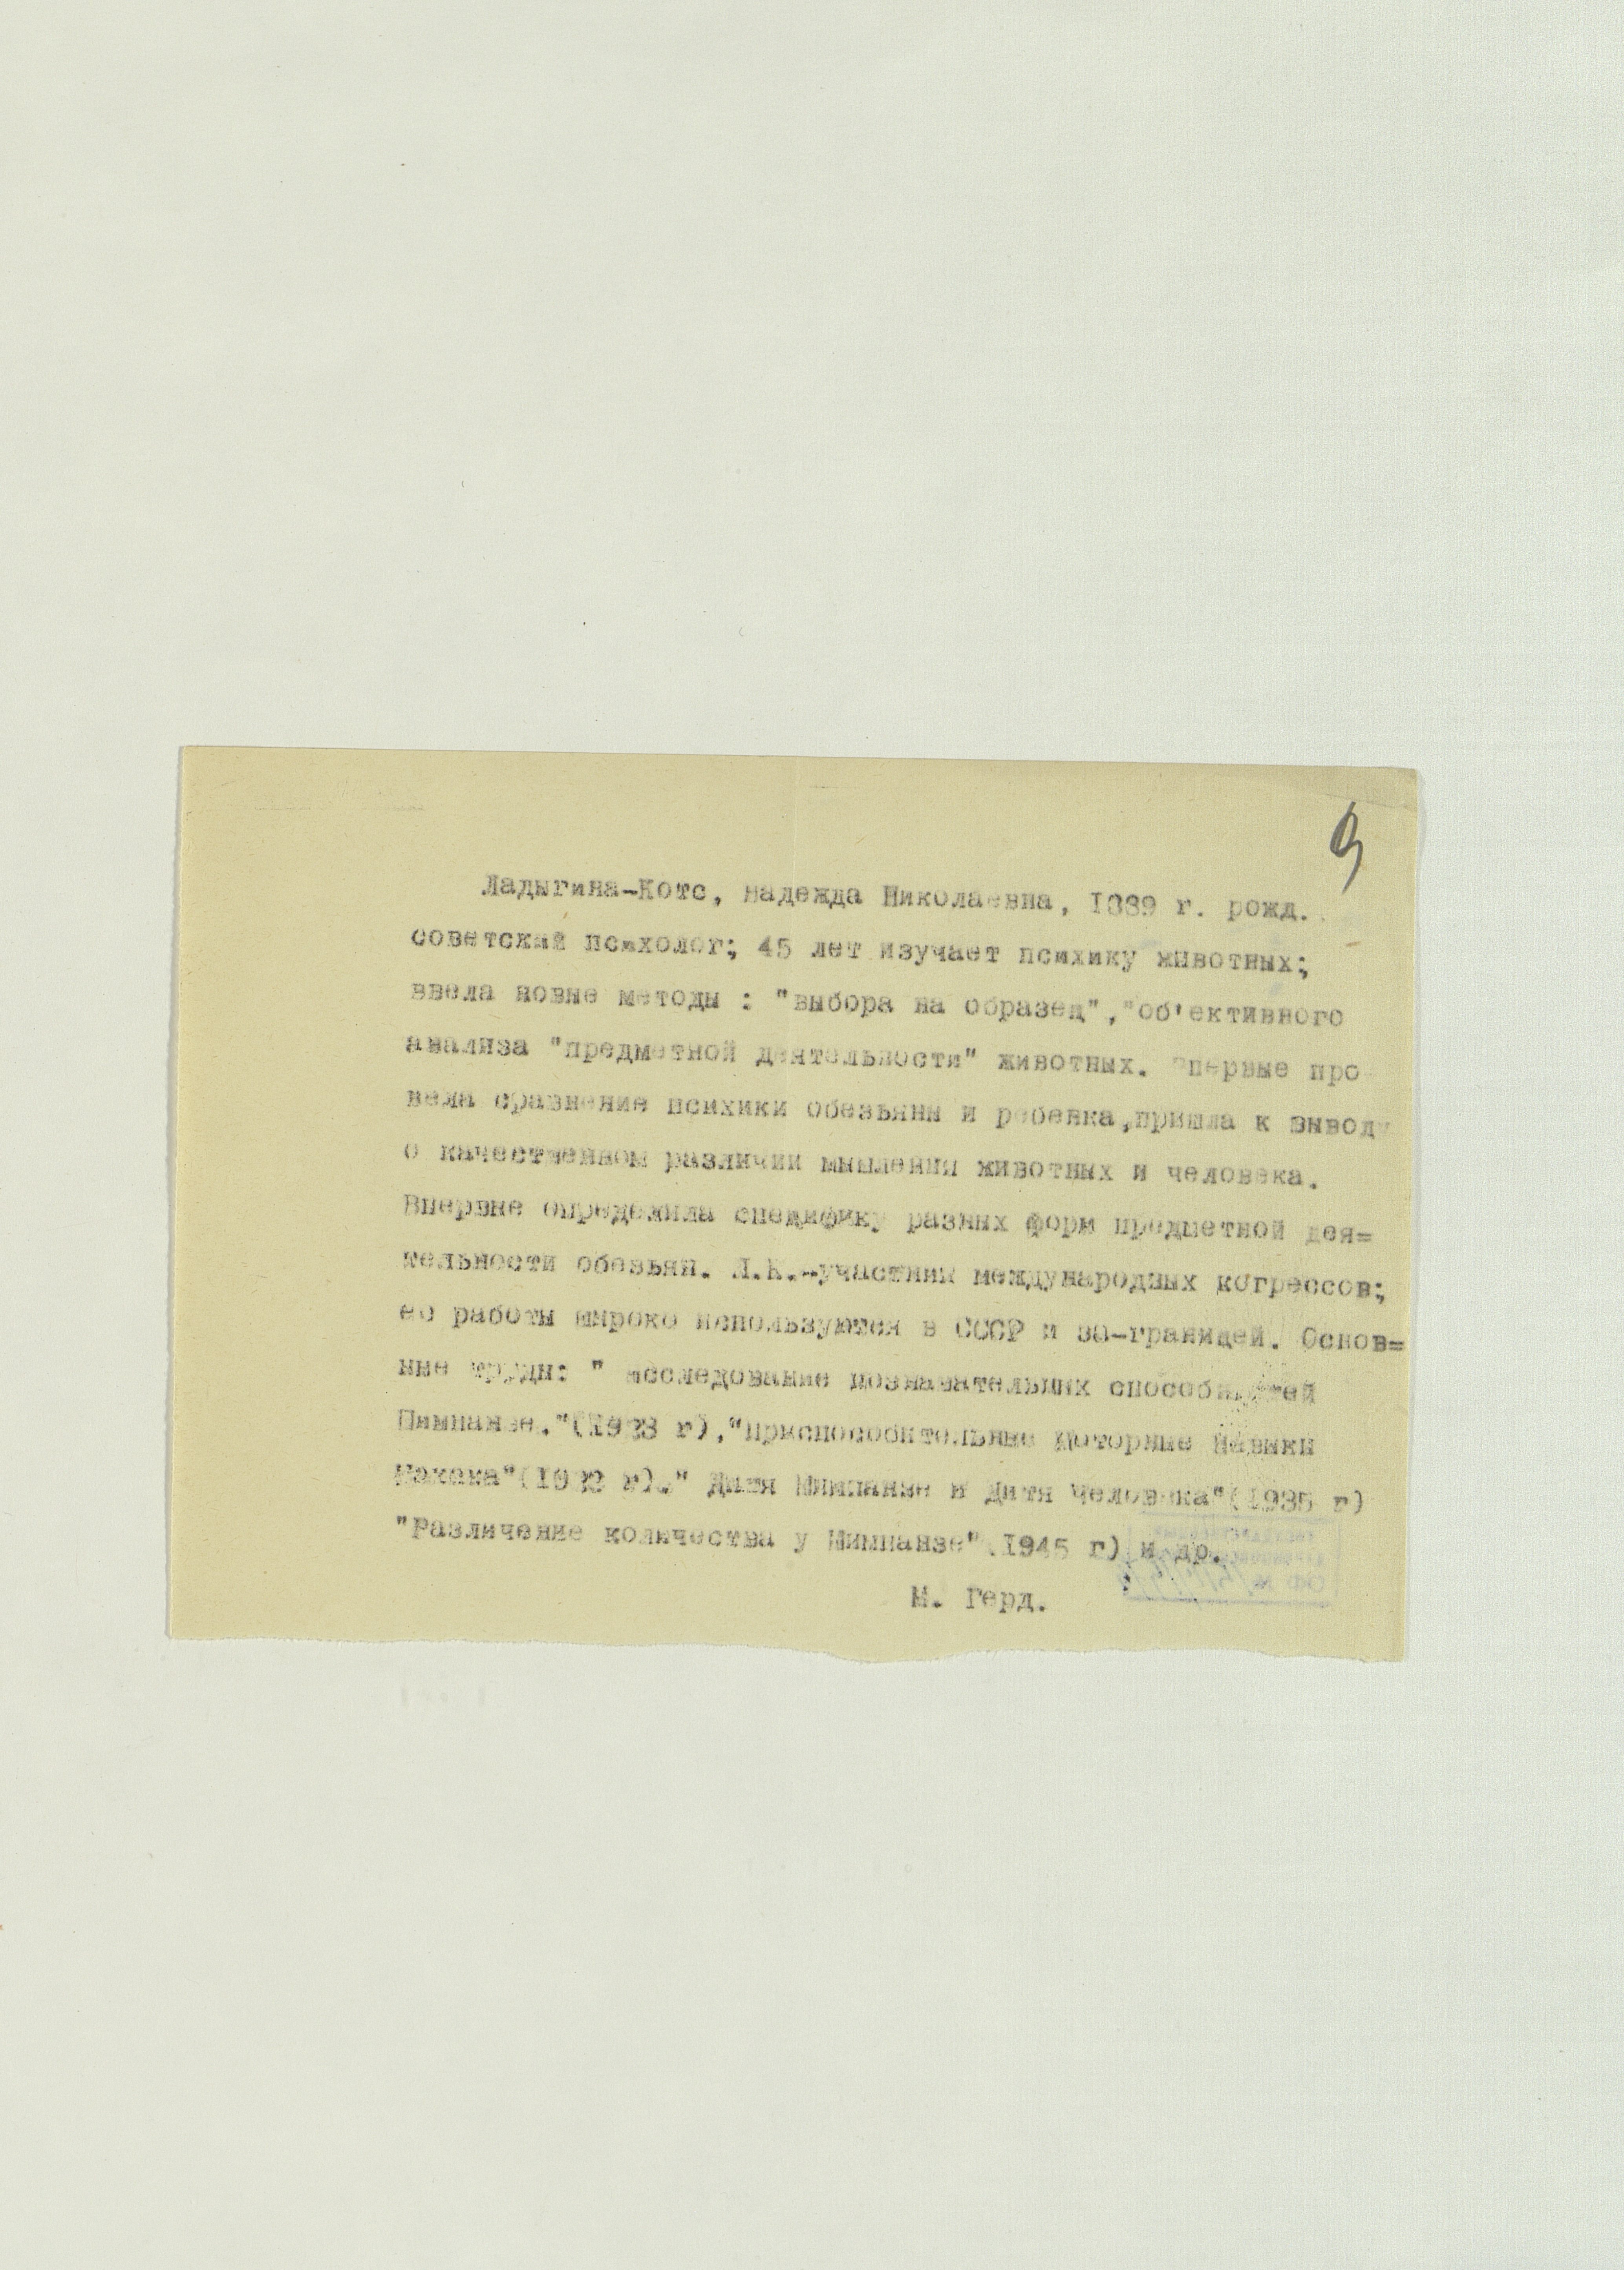 9
Ладыгина-Котс, Надежда Николаевна, 1889 г. рожд.
советский психолог; 45 лет изучает психику животных;
ввела новые методы : "выбора на образец","об'ективного
анализа "предметной деятельности" животных. Впервые про
вела сравнение психики обезьяны и ребенка,пришла к выводу
о качественном различии мышления животных и человека.
Впервые определила специфику разных форм предметной дея=
тельности обезьян. Л.К.-участник международных когрессов;
ее работы широко используются в СССР и за-границей. Основ=
ные труды: " исследование познавательных способностей
Шимпанзе."(1923 г),"приспособительные моторные навыки
Макака"( г)." Дитя Шимпанзе и дитя человека"(1935 г)
"Различение количества у Шимпанзе"(1945 г) и др.
М. Герд.